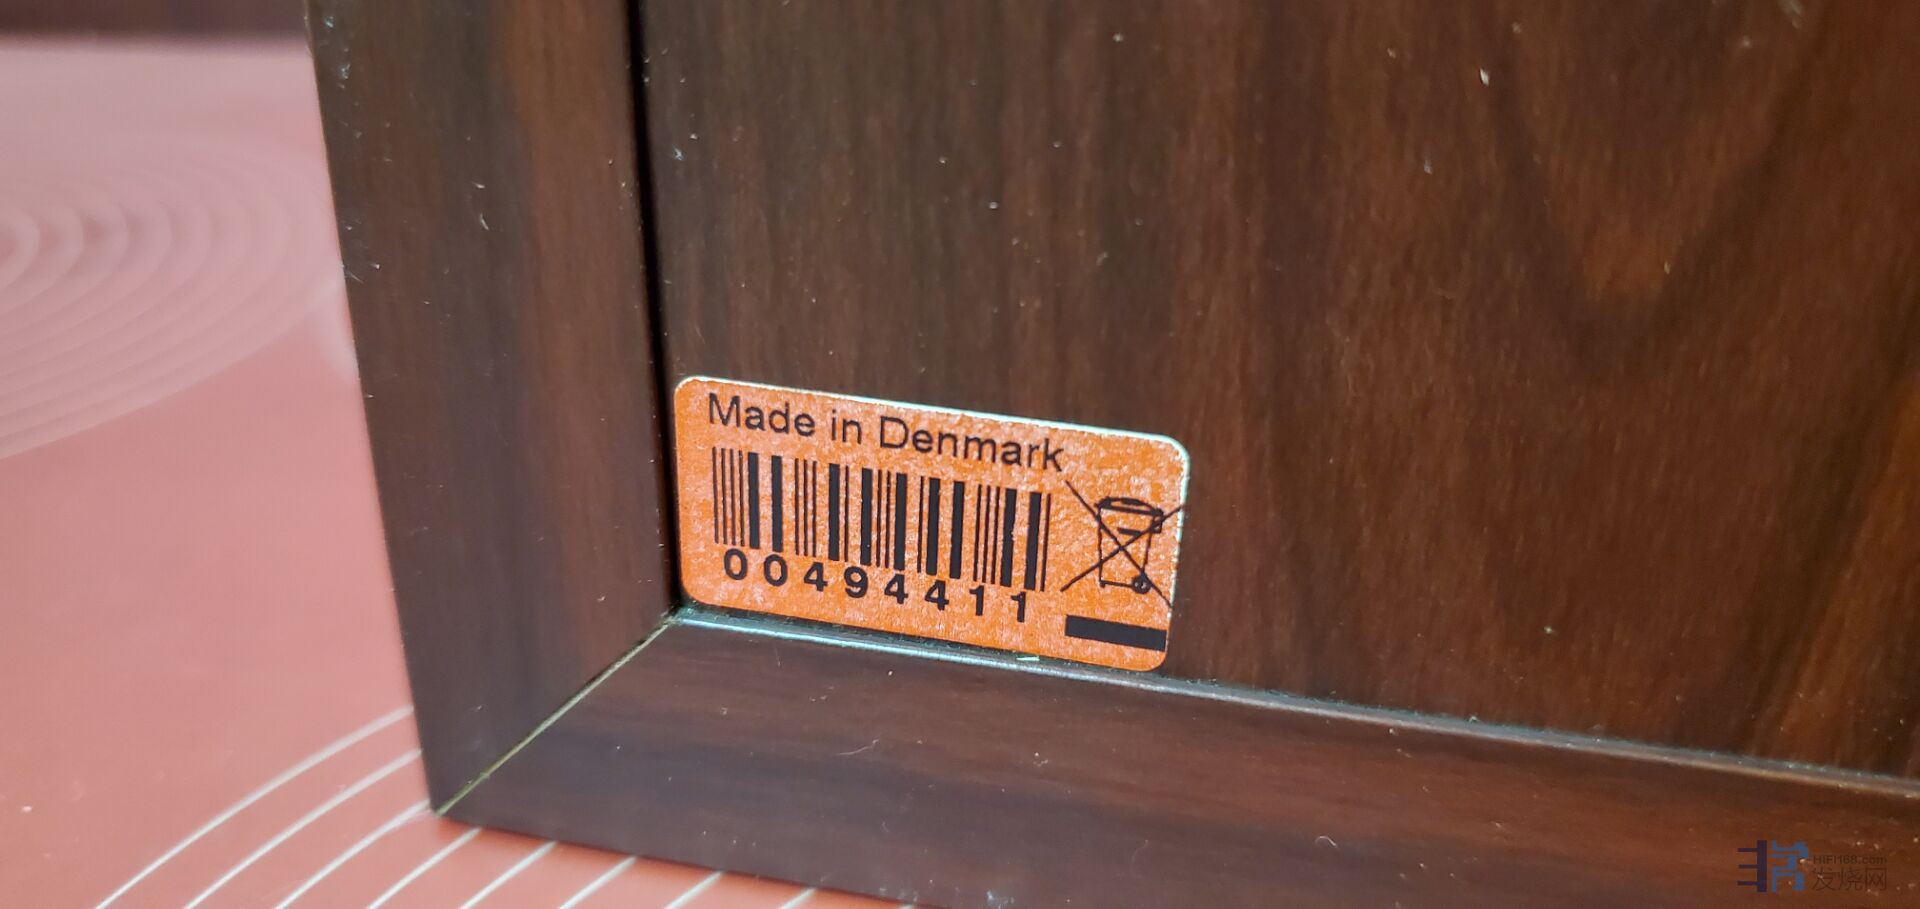 Made in Denmark
00494411
HIFI168.com
发烧网